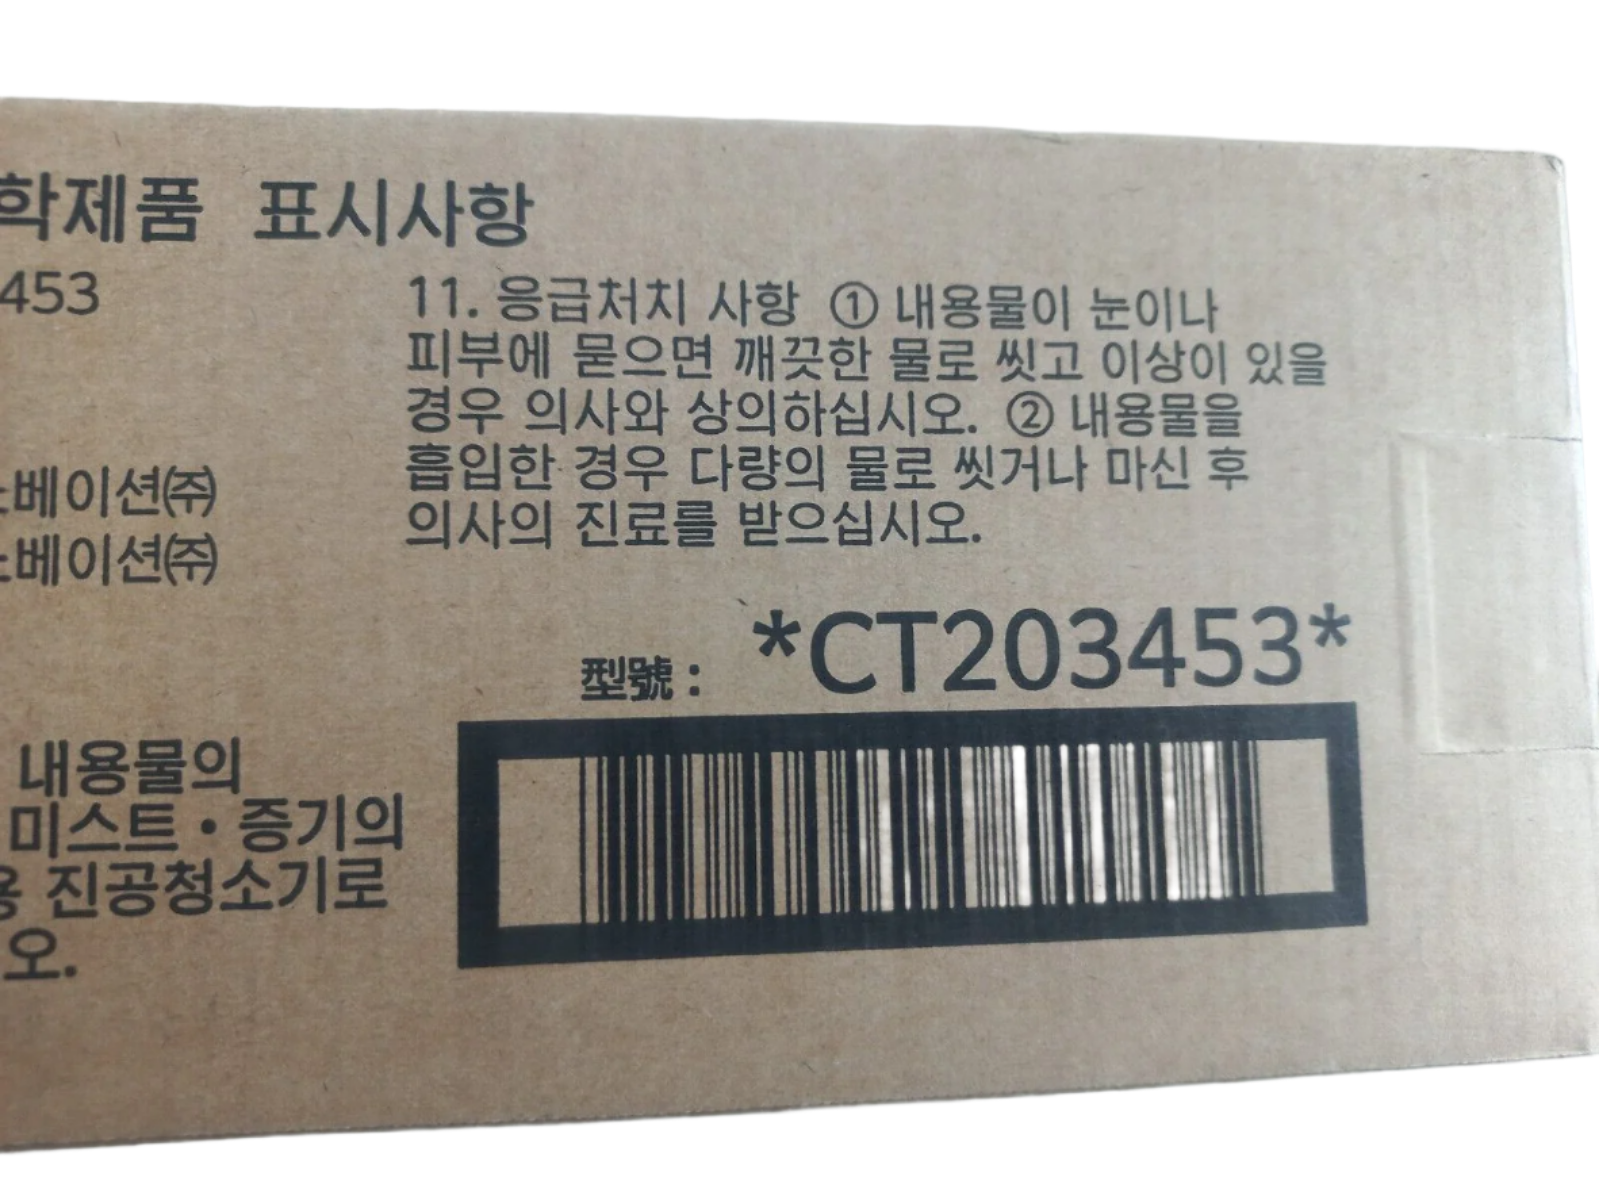 학제품 표시사항
453
11. 응급처치 사항 ① 내용물이 눈이나
피부에 묻으면 깨끗한 물로 씻고 이상이 있을
경우 의사와 상의하십시오. ② 내용물을
흡입한 경우 다량의 물로 씻거나 마신 후
의사의 진료를 받으십시오.
베이션㈜
베이션㈜
型號 : *CT203453*
내용물의
미스트·증기의
용 진공청소기로
오.